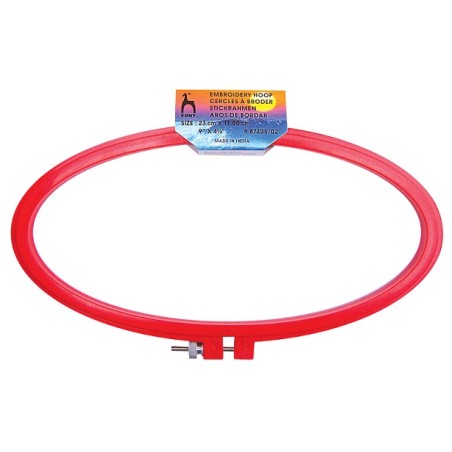 PONY
EMBROIDERY HOOP
CERCLES À BRODER
STICKRAHMEN
AROS DE BORDAR
SIZE : 23 cm X 11.50 cm
9" X 4½" # 87405/02
MADE IN INDIA